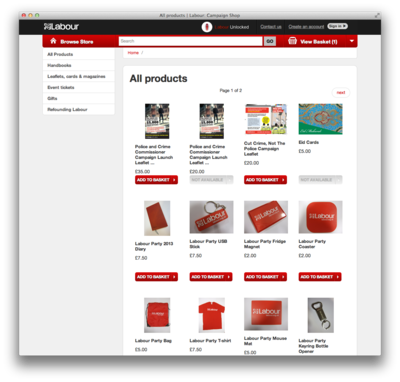 All products | Labour Campaign Shop
Labour
Unlocked
Contact us
Create an account
Sign in
Browse Store
Search
GO
View Basket (1)
All Products
Handbooks
Leaflets, cards & magazines
Event tickets
Gifts
Rebuilding Labour
Home /
All products
Page 1 of 2
next
Police and Crime
Commissioner
Campaign Launch
Leaflet ...
£35.00
ADD TO BASKET
Police and Crime
Commissioner
Campaign Launch
Leaflet ...
£20.00
NOT AVAILABLE
Cut Crimes, Not The
Police Campaign
Leaflet
£20.00
ADD TO BASKET
Eid Cards
£5.00
NOT AVAILABLE
Labour Party 2013
Diary
£7.50
ADD TO BASKET
Labour Party USB
Stick
£7.50
ADD TO BASKET
Labour Party Fridge
Magnet
£2.00
ADD TO BASKET
Labour Party
Coaster
£2.00
ADD TO BASKET
Labour Party Bag
£5.00
Labour Party T-shirt
£7.50
Labour Party Mouse
Mat
£5.00
Labour Party
Keyring Bottle
Opener